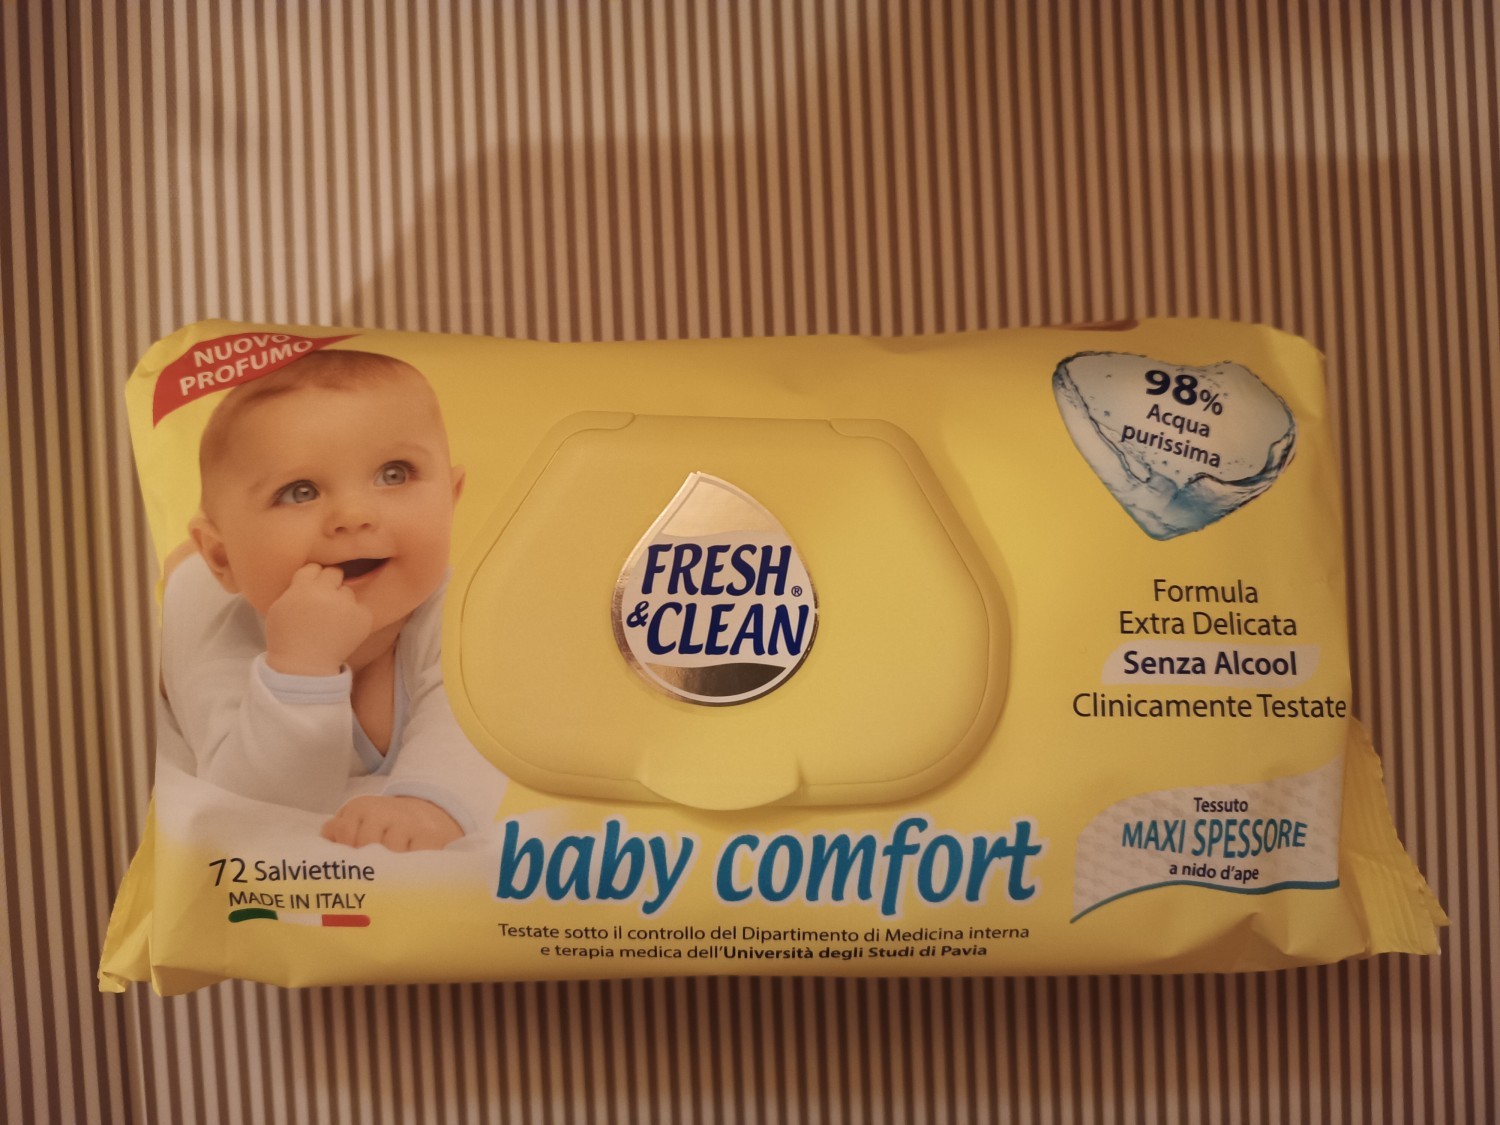 NUOVO
PROFUMO
98%
Acqua
purissima
FRESH
&CLEAN®
Formula
Extra Delicata
Senza Alcool
Clinicamente Testate
Tessuto
MAXI SPESSORE
a nido d'ape
baby comfort
72 Salviettine
MADE IN ITALY
Testate sotto il controllo del Dipartimento di Medicina interna
e terapia medica dell'Università degli Studi di Pavia